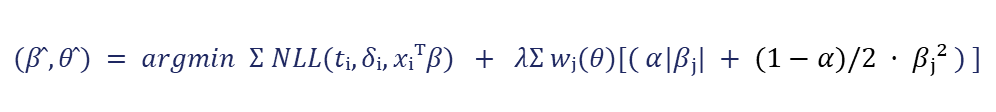 (β̂,θ̂) = argmin Σ NLL(tᵢ,δᵢ,xᵢᵀβ) + λΣ wⱼ(θ)[(α|βⱼ| + (1 − α)/2 · βⱼ²)]